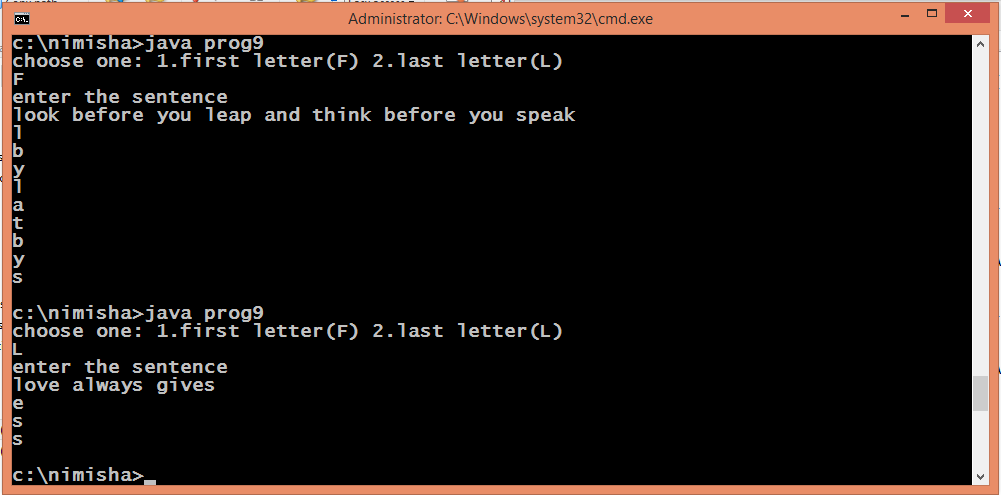 Administrator: C:\Windows\system32\cmd.exe
c:\nimisha>java prog9
choose one: 1.first letter(F) 2.last letter(L)
F
enter the sentence
look before you leap and think before you speak
l
b
y
l
a
t
b
y
s
c:\nimisha>java prog9
choose one: 1.first letter(F) 2.last letter(L)
L
enter the sentence
love always gives
e
s
s
c:\nimisha>_